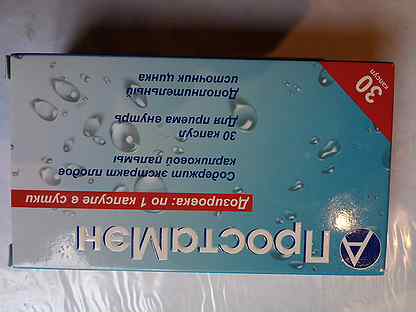 ПростаМэн®
Дозировка: по 1 капсуле в сутки
Содержит экстракт плодов
карликовой пальмы
30 капсул
Для приема внутрь
Дополнительный
источник цинка
30
капсул